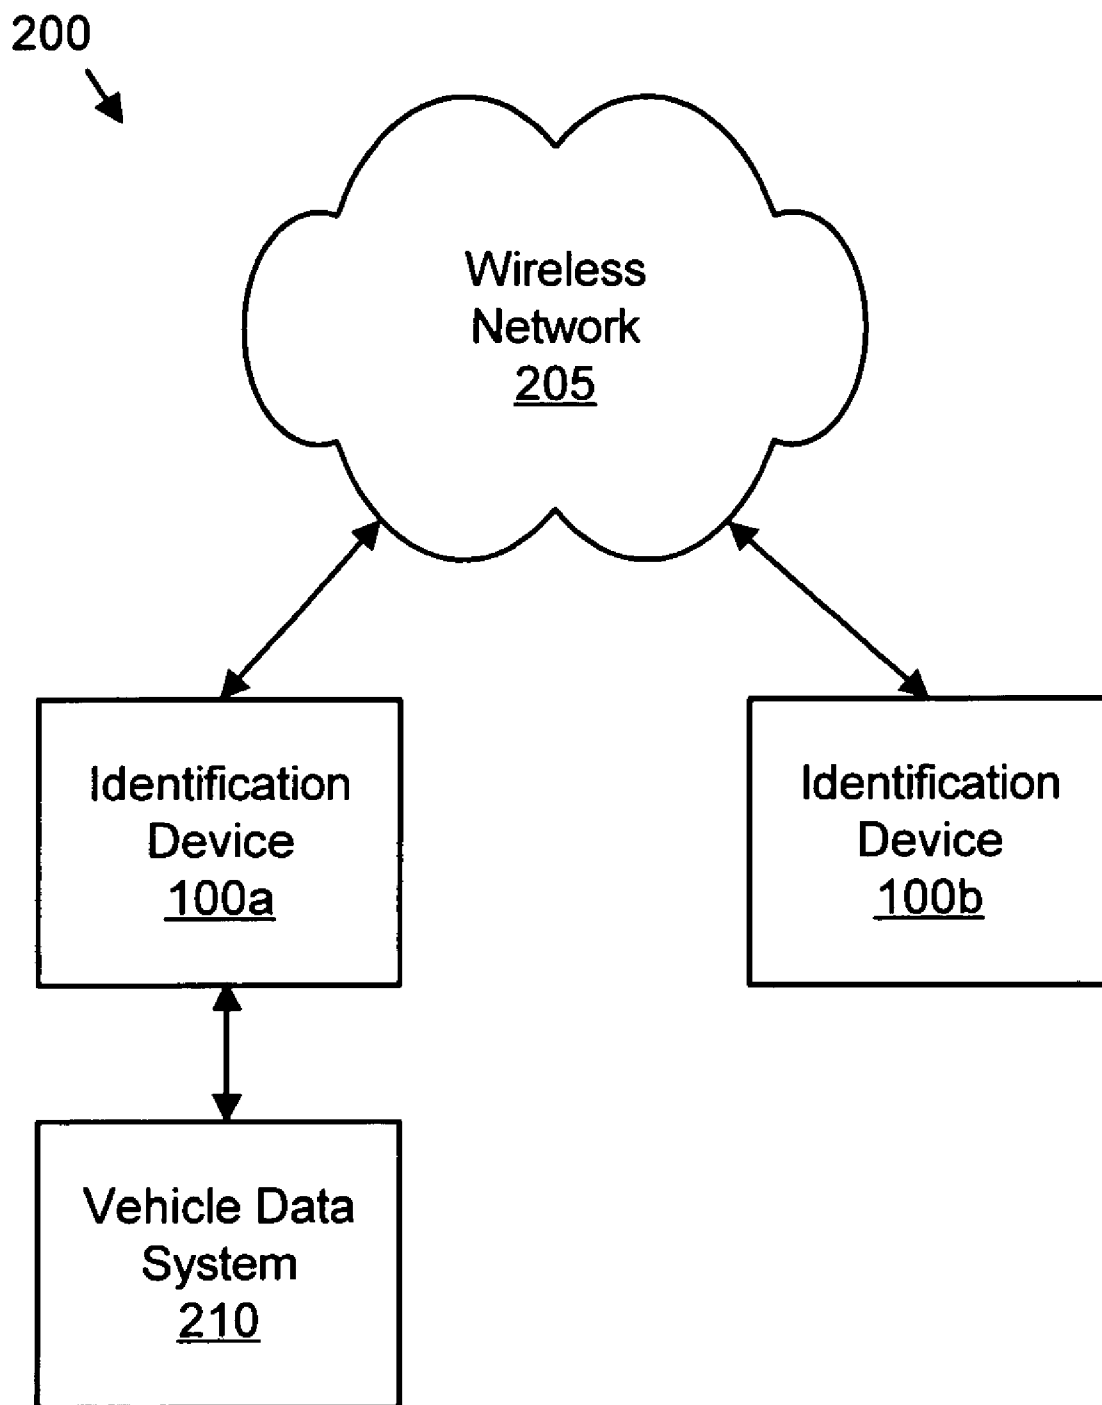 200
Wireless
Network
205
Identification
Device
100a
Identification
Device
100b
Vehicle Data
System
210